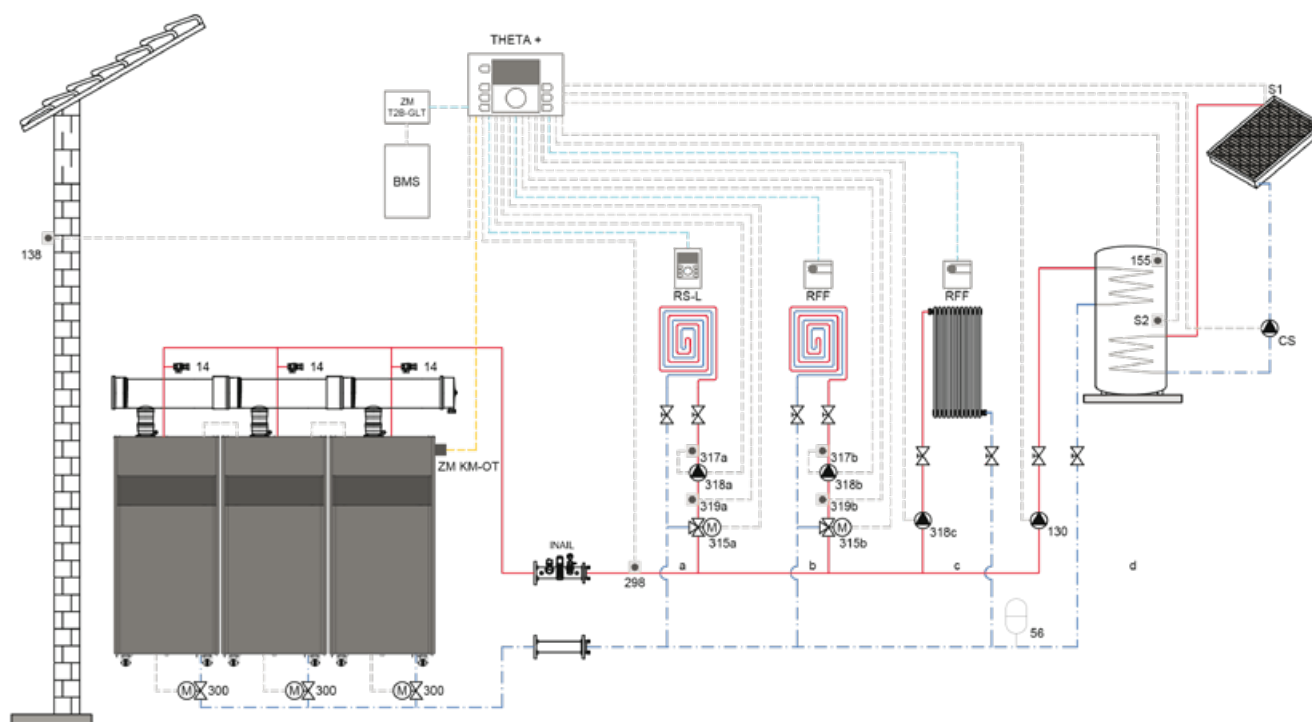 THETA +
ZM
T2B-GLT
BMS
S1
138
155
S2
CS
RS-L
RFF
RFF
14
14
14
ZM KM-OT
317a
318a
319a
315a
317b
318b
319b
315b
318c
130
INAIL
298
a
b
c
d
56
M
M
M 300
M 300
M 300